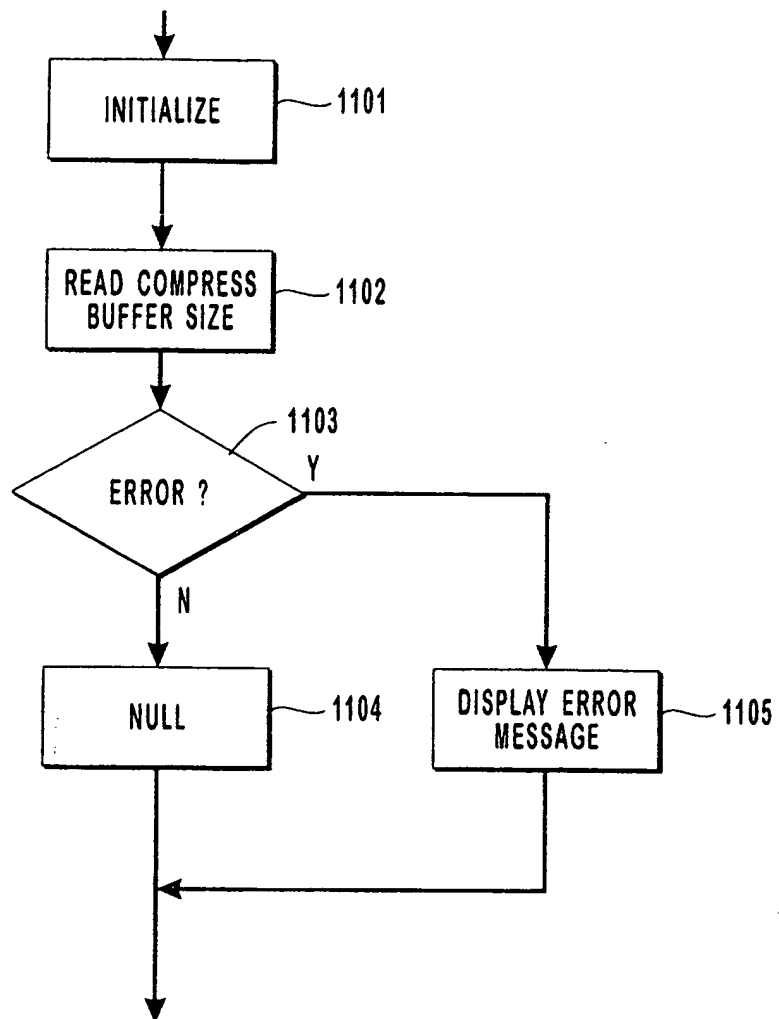 INITIALIZE
1101
READ COMPRESS
BUFFER SIZE
1102
1103
ERROR ?
Y
N
NULL
1104
DISPLAY ERROR
MESSAGE
1105